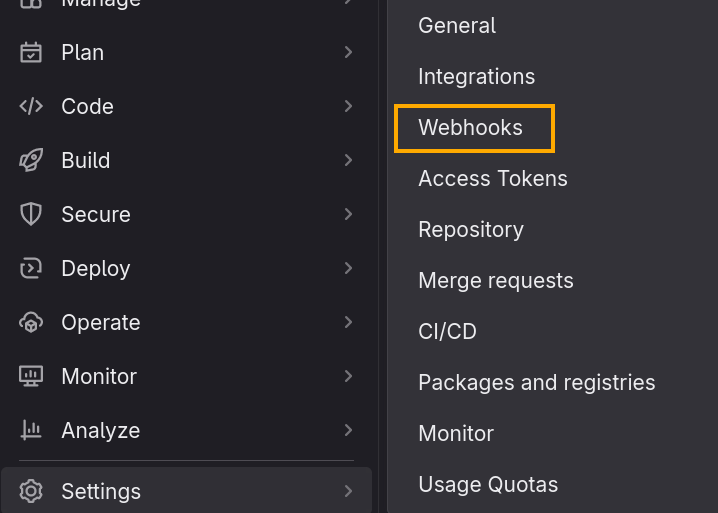 Manage
Plan
Code
Build
Secure
Deploy
Operate
Monitor
Analyze
Settings
General
Integrations
Webhooks
Access Tokens
Repository
Merge requests
CI/CD
Packages and registries
Monitor
Usage Quotas